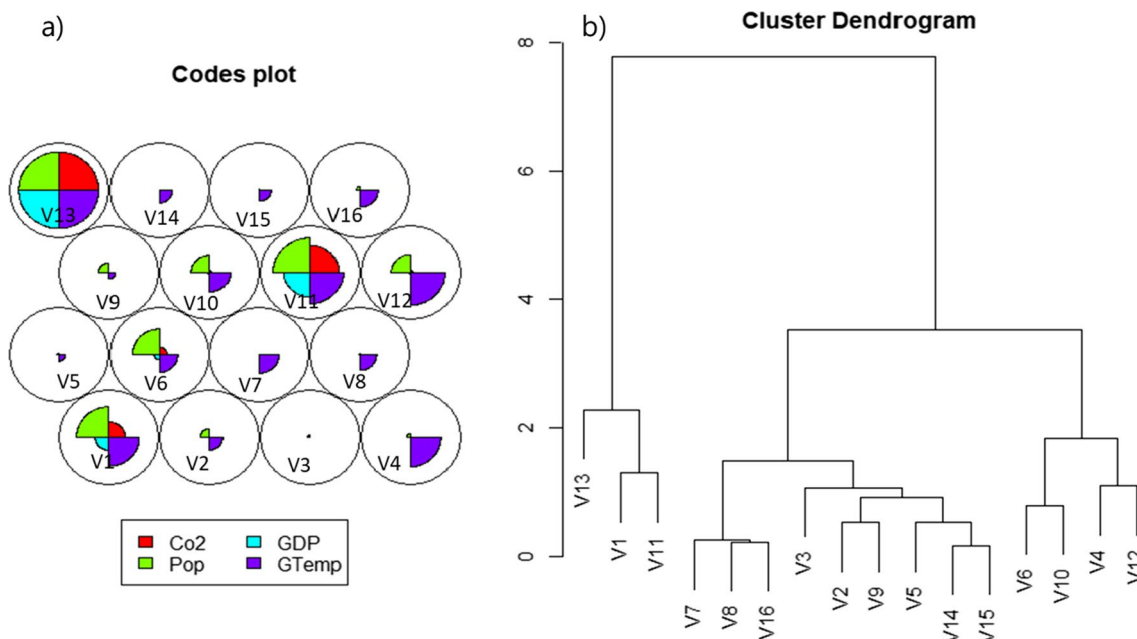 a)
Codes plot
V13
V14
V15
V16
V9
V10
V11
V12
V5
V6
V7
V8
V1
V2
V3
V4
Co2
GDP
Pop
GTemp
b)
Cluster Dendrogram
8
6
4
2
0
V13
V1
V11
V7
V8
V16
V3
V2
V9
V5
V14
V15
V6
V10
V4
V12